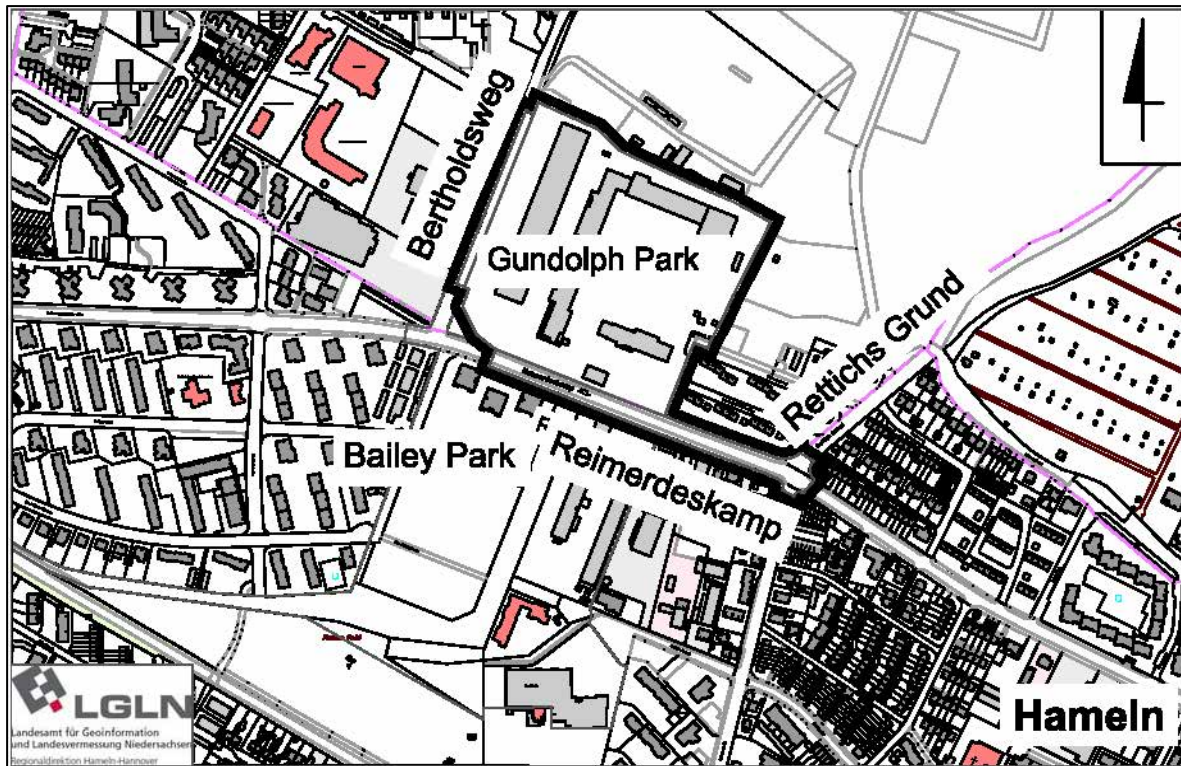 Bertholdsweg
Gundolph Park
Rettichs Grund
Bailey Park
Reimerdeskamp
LGLN
Landesamt für Geoinformation
und Landesvermessung Niedersachsen
Regionaldirektion Hameln-Hannover
Hameln